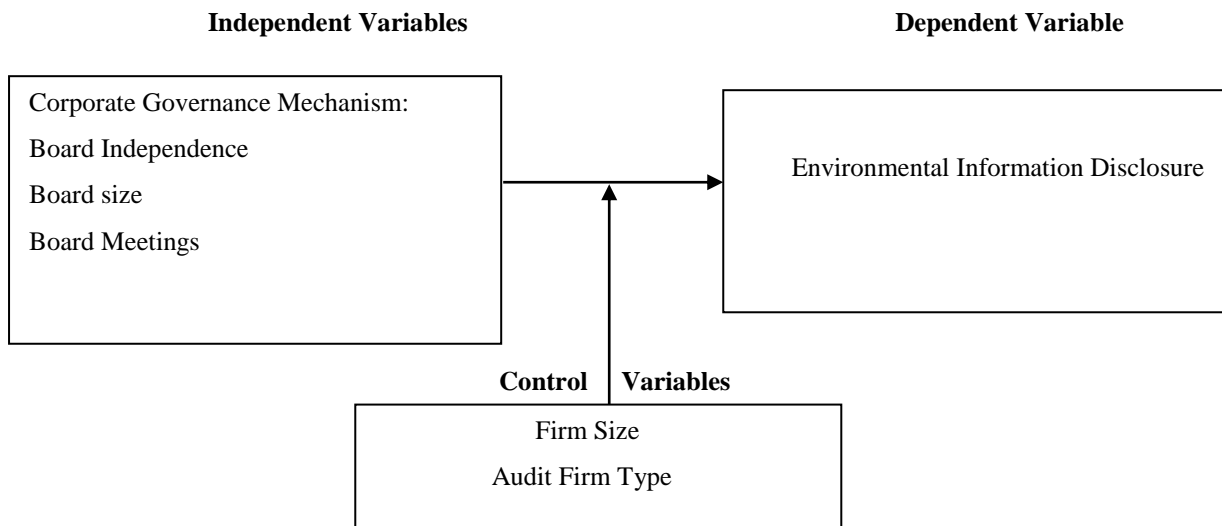 Independent Variables
Dependent Variable
Corporate Governance Mechanism:
Board Independence
Board size
Board Meetings
Environmental Information Disclosure
Control Variables
Firm Size
Audit Firm Type